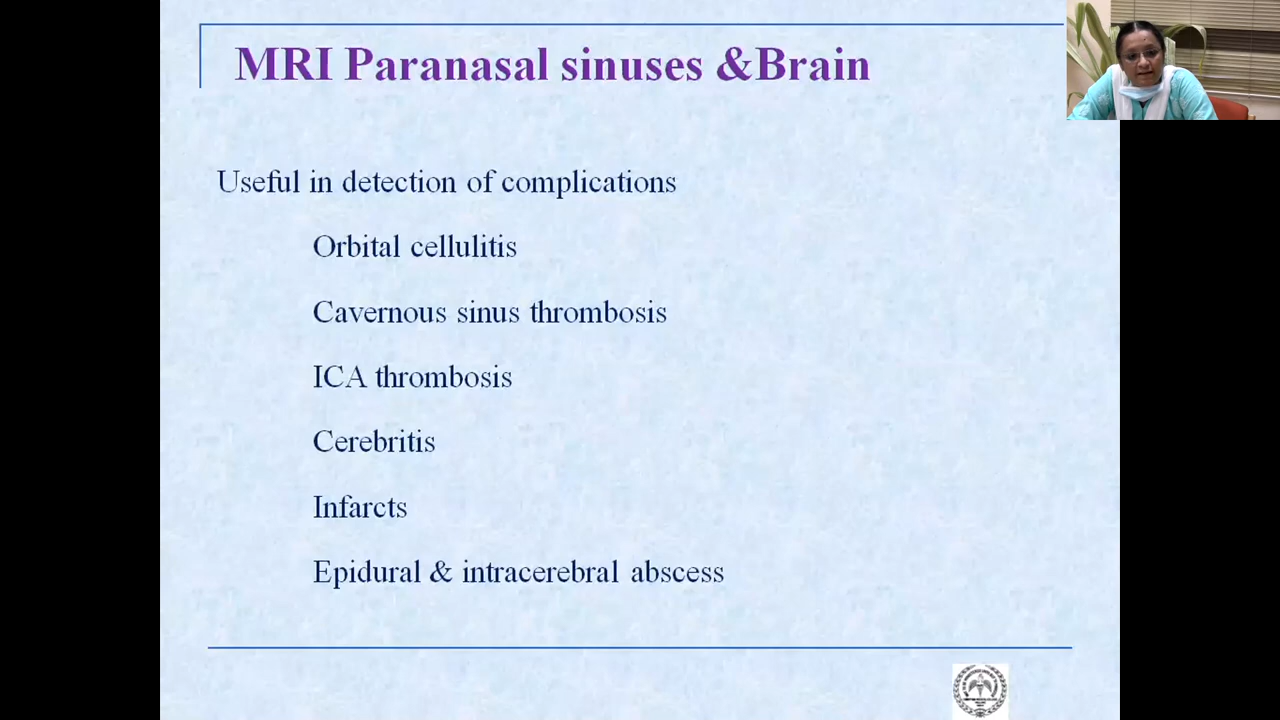 MRI Paranasal sinuses &Brain
Useful in detection of complications
Orbital cellulitis
Cavernous sinus thrombosis
ICA thrombosis
Cerebritis
Infarcts
Epidural & intracerebral abscess